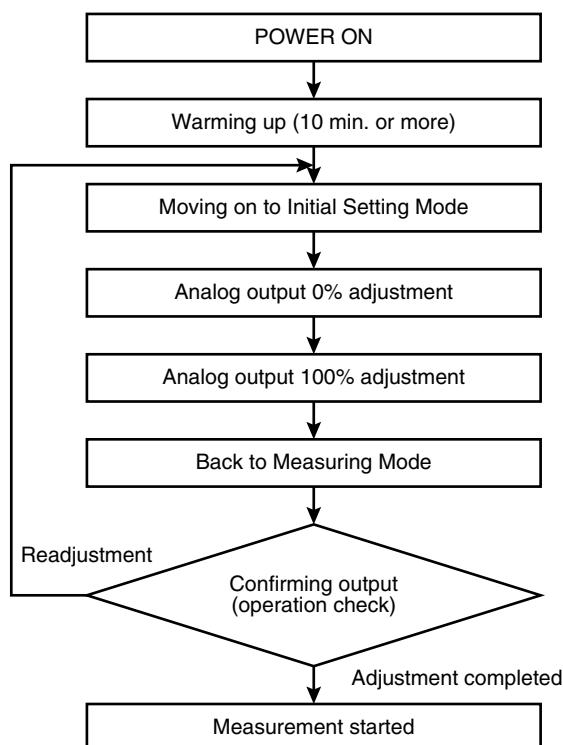 POWER ON
Warming up (10 min. or more)
Moving on to Initial Setting Mode
Analog output 0% adjustment
Analog output 100% adjustment
Back to Measuring Mode
Readjustment
Confirming output
(operation check)
Adjustment completed
Measurement started